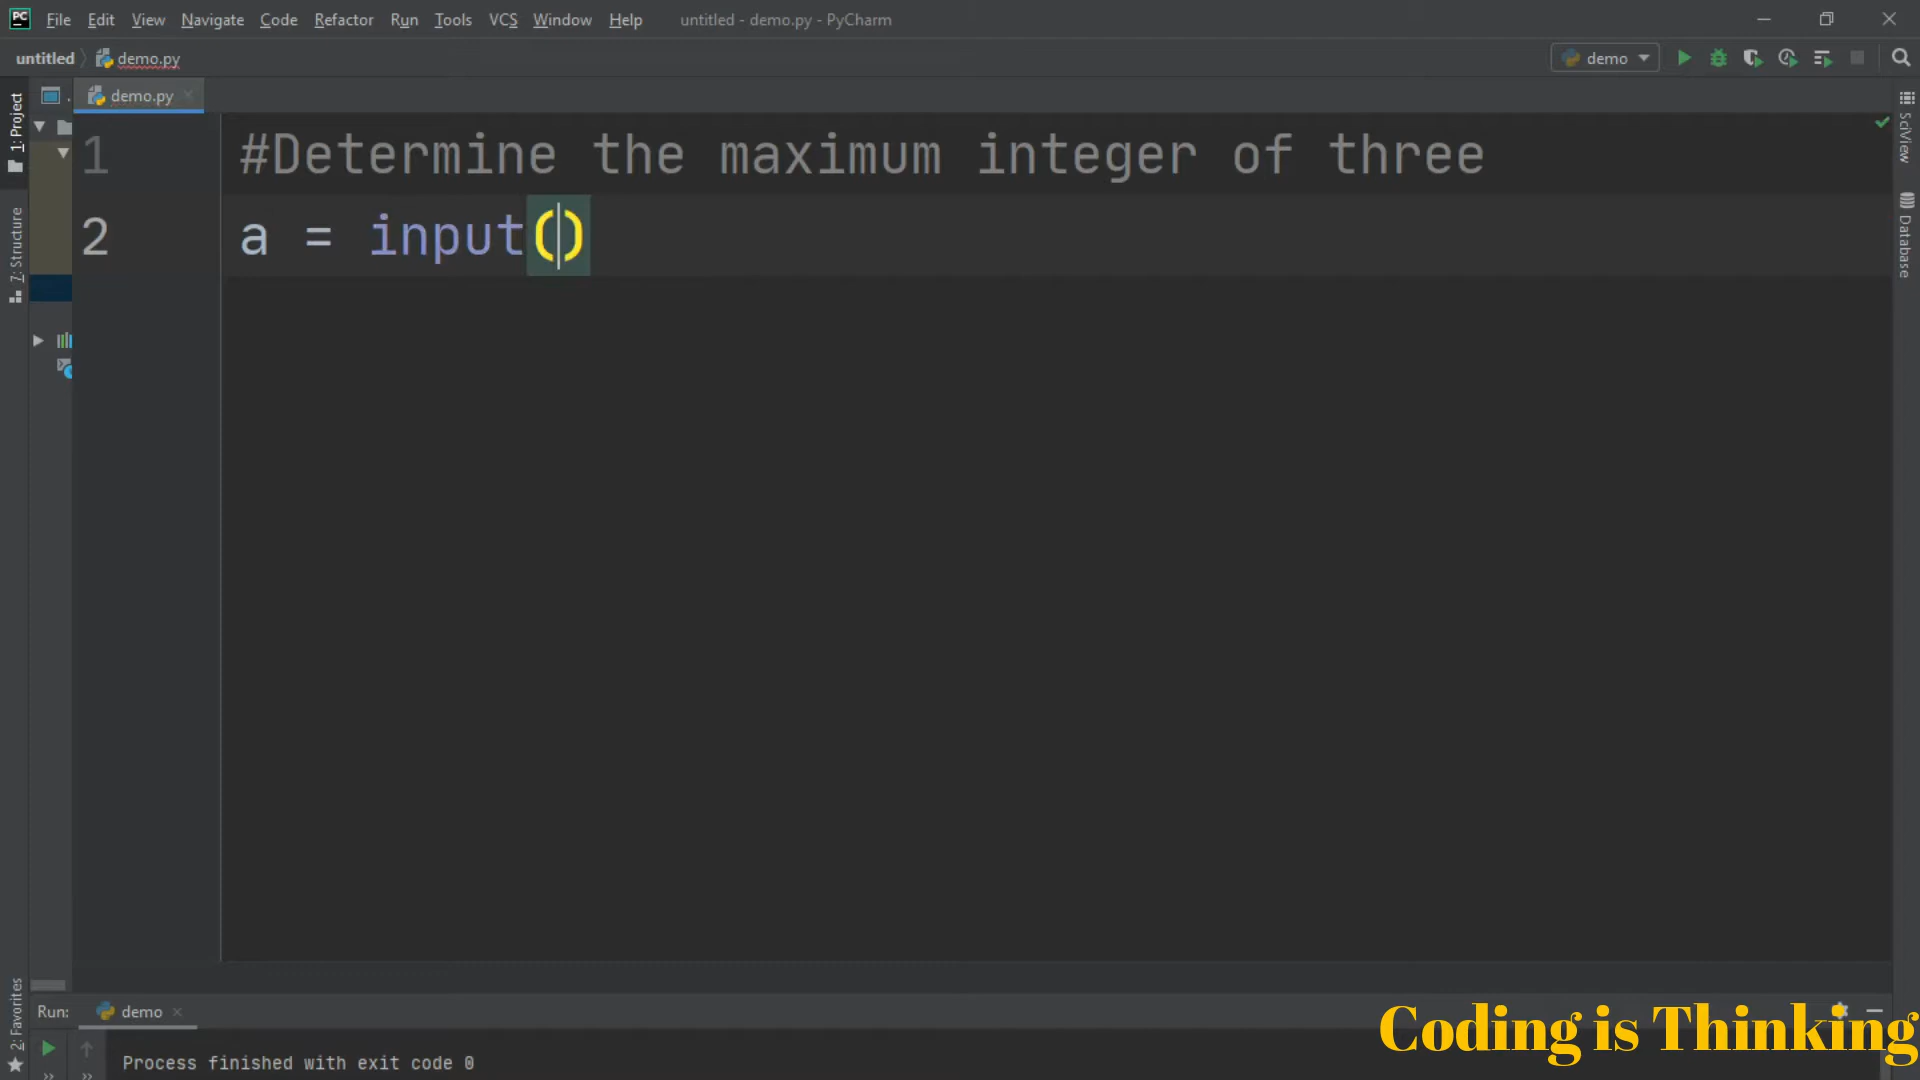 PC File Edit View Navigate Code Refactor Run Tools VCS Window Help untitled - demo.py - PyCharm
untitled demo.py demo
1: Project
demo.py
SciView
1 #Determine the maximum integer of three
2 a = input()
7: Structure
Database
2: Favorites
Run: demo
Process finished with exit code 0
Coding is Thinking